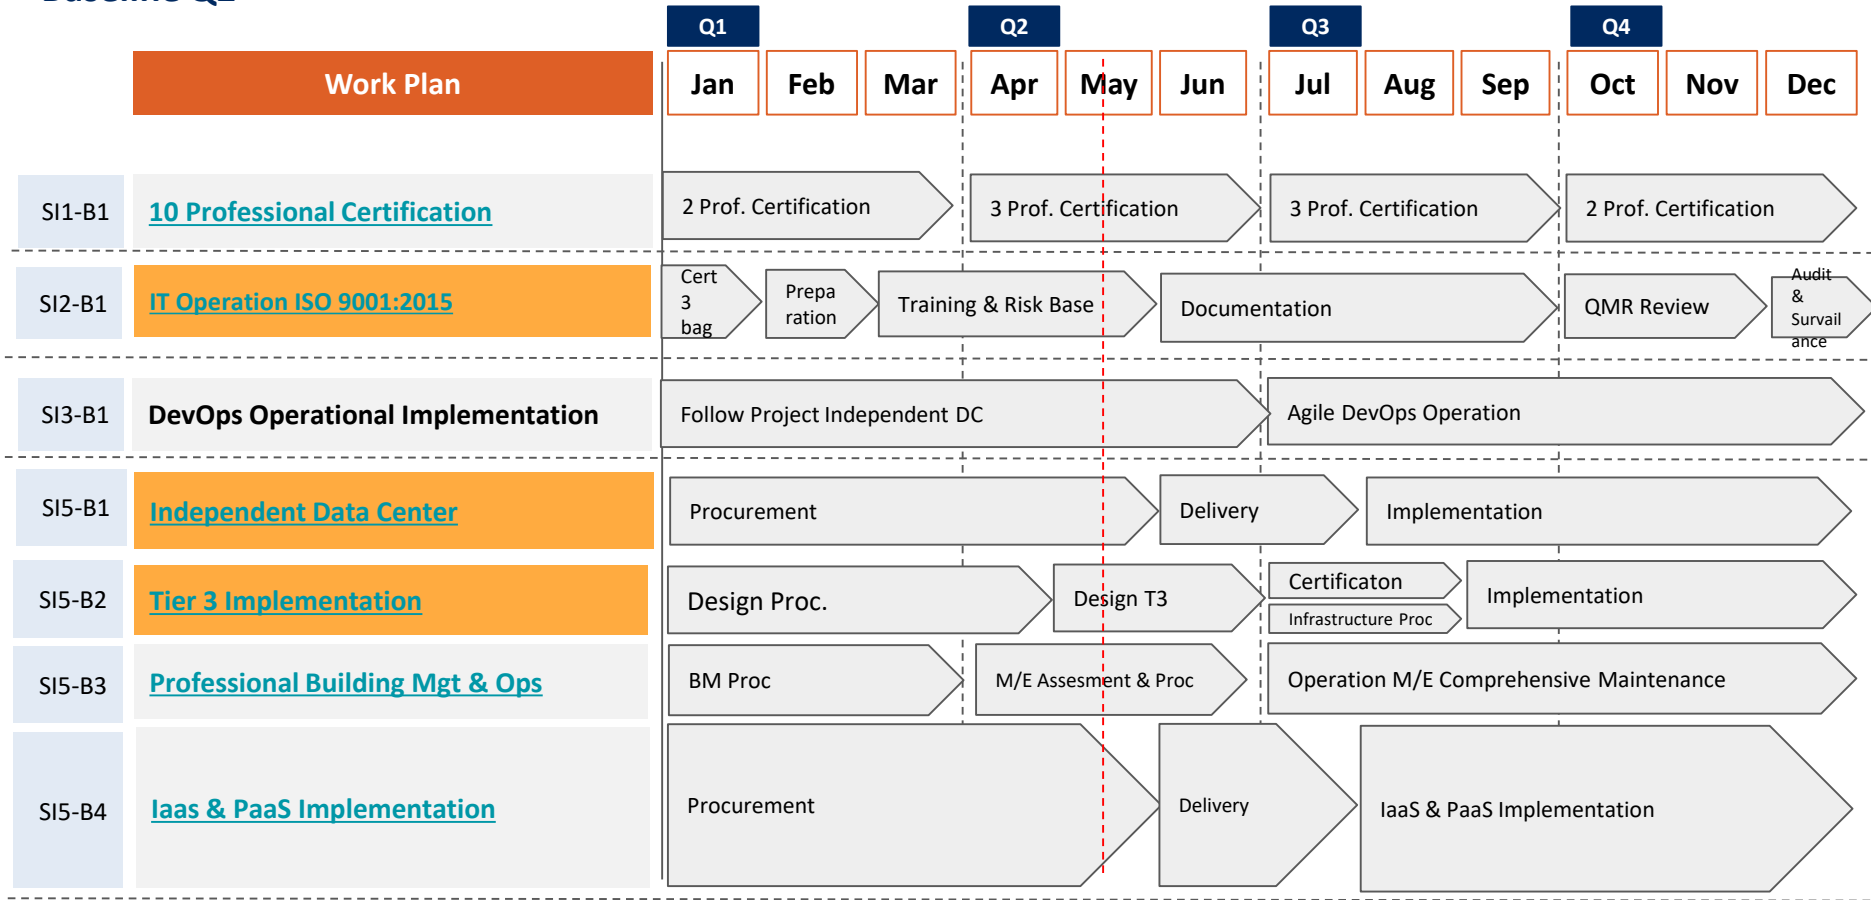 Baseline Q2
Q1
Q2
Q3
Q4
Work Plan
Jan
Feb
Mar
Apr
May
Jun
Jul
Aug
Sep
Oct
Nov
Dec
SI1-B1
10 Professional Certification
2 Prof. Certification
3 Prof. Certification
3 Prof. Certification
2 Prof. Certification
SI2-B1
IT Operation ISO 9001:2015
Cert
3
bag
Prepa
ration
Training & Risk Base
Documentation
QMR Review
Audit
&
Survail
ance
SI3-B1
DevOps Operational Implementation
Follow Project Independent DC
Agile DevOps Operation
SI5-B1
Independent Data Center
Procurement
Delivery
Implementation
SI5-B2
Tier 3 Implementation
Design Proc.
Design T3
Certificaton
Infrastructure Proc
Implementation
SI5-B3
Professional Building Mgt & Ops
BM Proc
M/E Assesment & Proc
Operation M/E Comprehensive Maintenance
SI5-B4
Iaas & PaaS Implementation
Procurement
Delivery
IaaS & PaaS Implementation